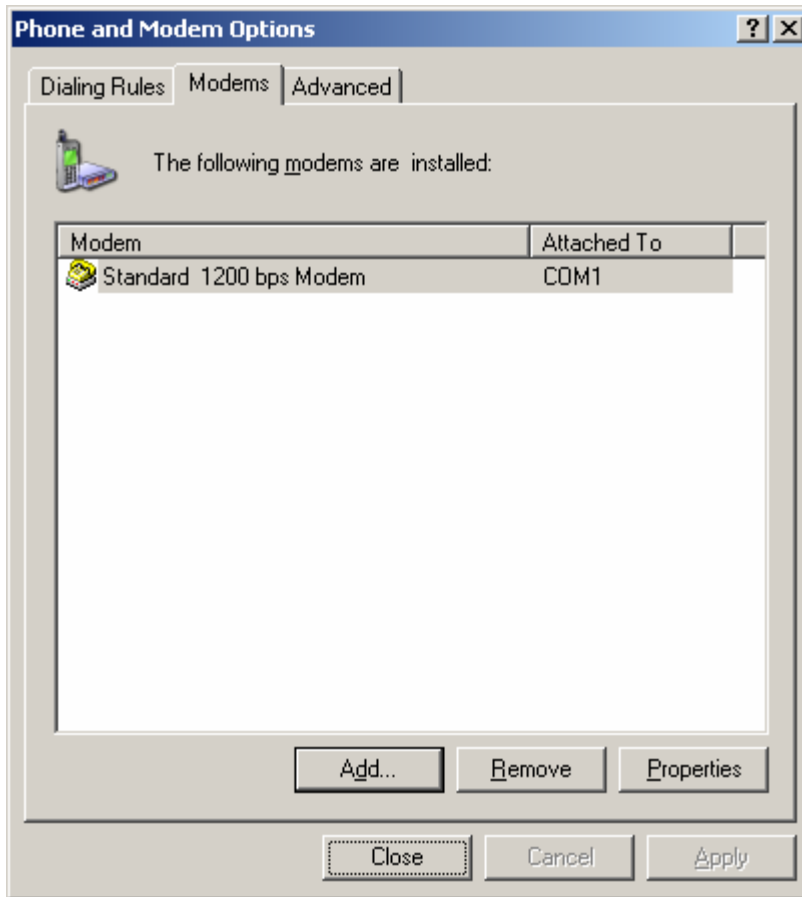 Phone and Modem Options
Dialing Rules Modems Advanced
The following modems are installed:
Modem Attached To
Standard 1200 bps Modem COM1
Add... Remove Properties
Close Cancel Apply